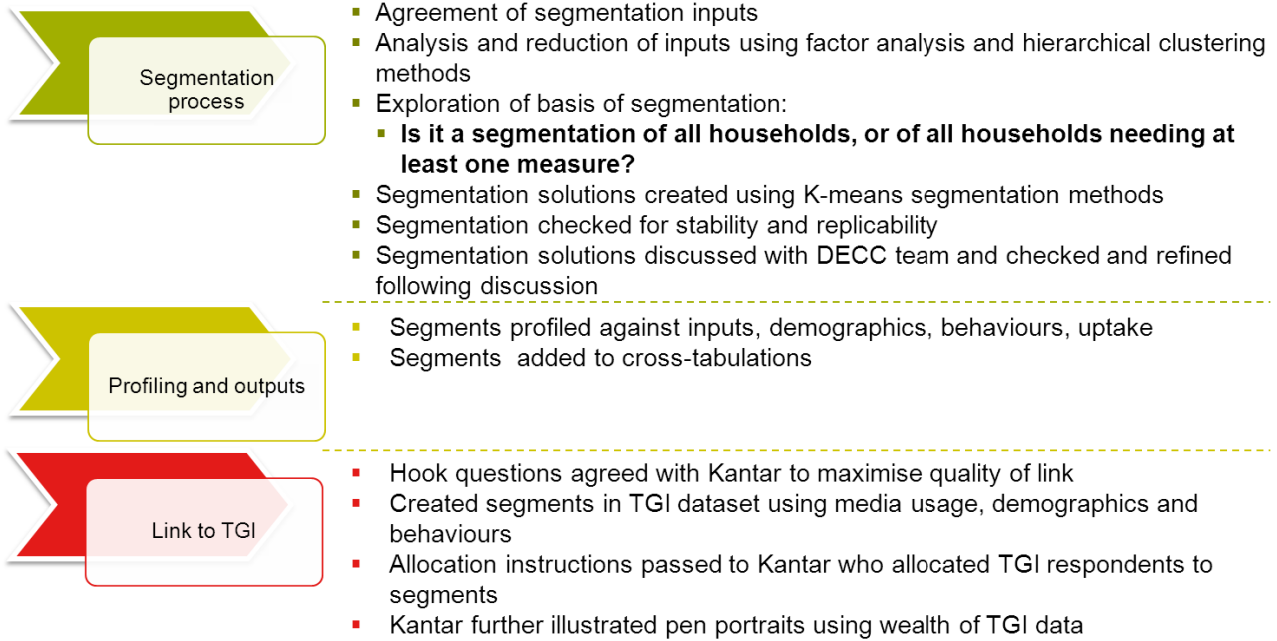 Segmentation
process
▪ Agreement of segmentation inputs
▪ Analysis and reduction of inputs using factor analysis and hierarchical clustering
methods
▪ Exploration of basis of segmentation:
▪ Is it a segmentation of all households, or of all households needing at
least one measure?
▪ Segmentation solutions created using K-means segmentation methods
▪ Segmentation checked for stability and replicability
▪ Segmentation solutions discussed with DECC team and checked and refined
following discussion
Profiling and outputs
▪ Segments profiled against inputs, demographics, behaviours, uptake
▪ Segments added to cross-tabulations
Link to TGI
▪ Hook questions agreed with Kantar to maximise quality of link
▪ Created segments in TGI dataset using media usage, demographics and
behaviours
▪ Allocation instructions passed to Kantar who allocated TGI respondents to
segments
▪ Kantar further illustrated pen portraits using wealth of TGI data